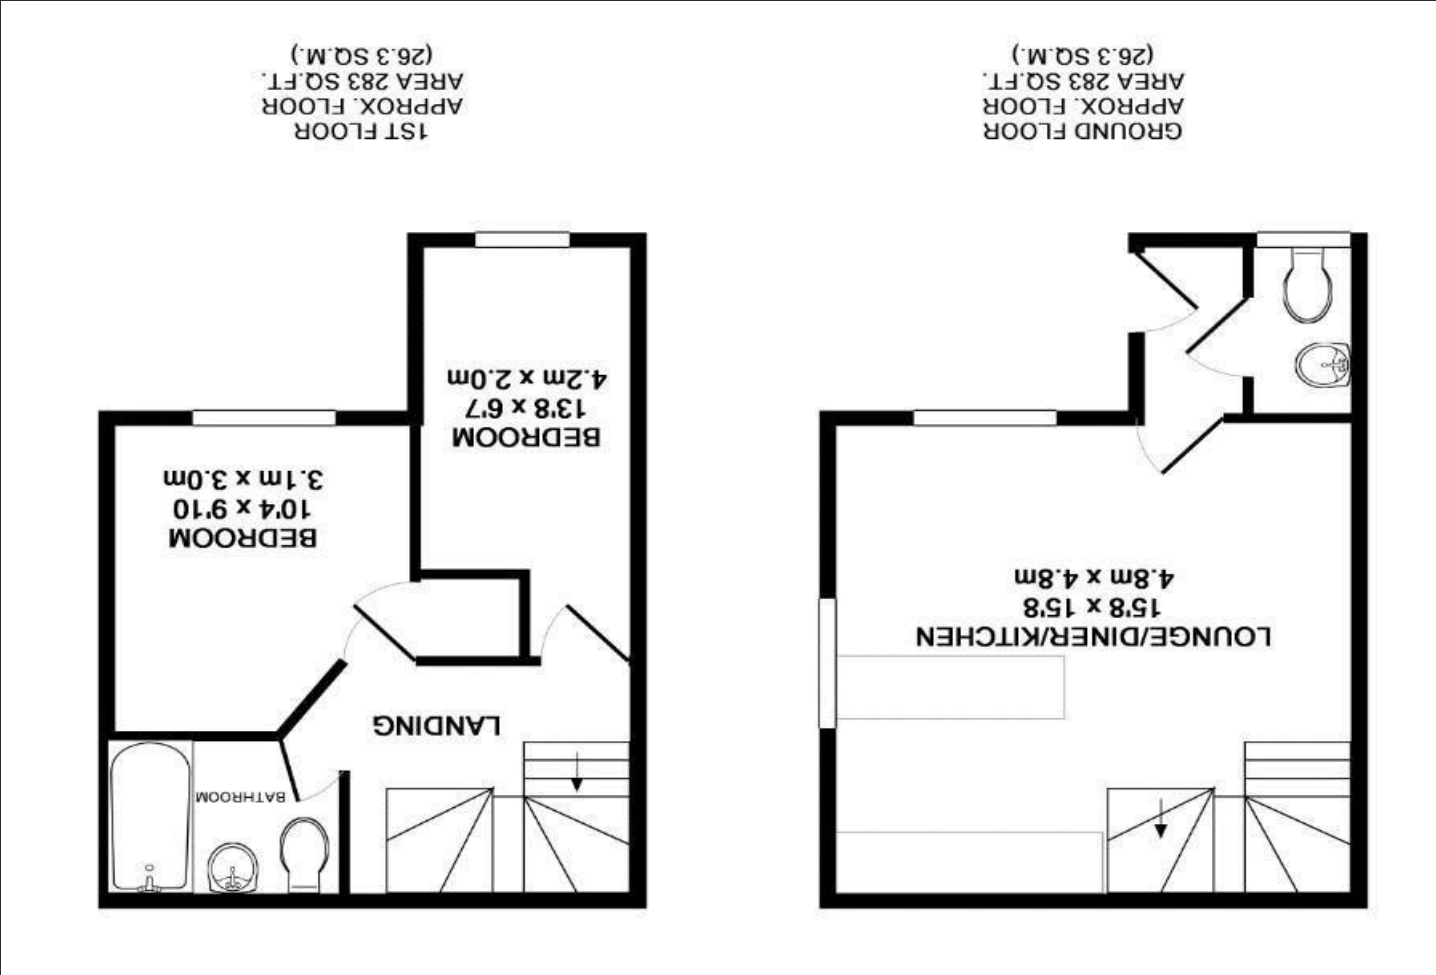 GROUND FLOOR
APPROX. FLOOR
AREA 283 SQ.FT.
(26.3 SQ.M.)
LOUNGE/DINER/KITCHEN
15'8 x 15'8
4.8m x 4.8m
1ST FLOOR
APPROX. FLOOR
AREA 283 SQ.FT.
(26.3 SQ.M.)
BATHROOM
LANDING
BEDROOM
10'4 x 9'10
3.1m x 3.0m
BEDROOM
13'8 x 6'7
4.2m x 2.0m